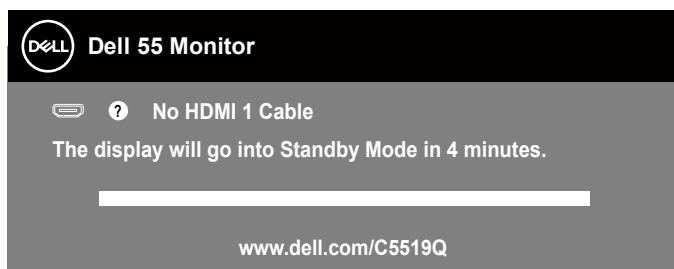 DELL Dell 55 Monitor
? No HDMI 1 Cable
The display will go into Standby Mode in 4 minutes.
www.dell.com/C5519Q